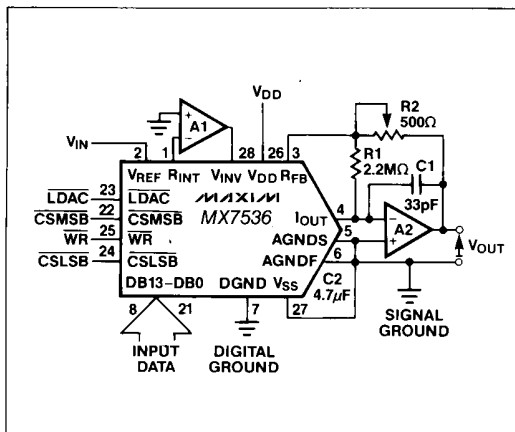 A1
VDD
VIN
R2
500Ω
2 1 28 26 3
VREF RINT VINV VDD RFB
R1
2.2MΩ
C1
33pF
MAXIM
MX7536
23 LDAC LDAC
22 CSMSB CSMSB
25 WR WR
24 CSLSB CSLSB
IOUT 4
AGNDS 5
AGNDF 6
A2
VOUT
C2
4.7µF
DB13–DB0 DGND VSS
8 21 7 27
SIGNAL
GROUND
INPUT
DATA
DIGITAL
GROUND